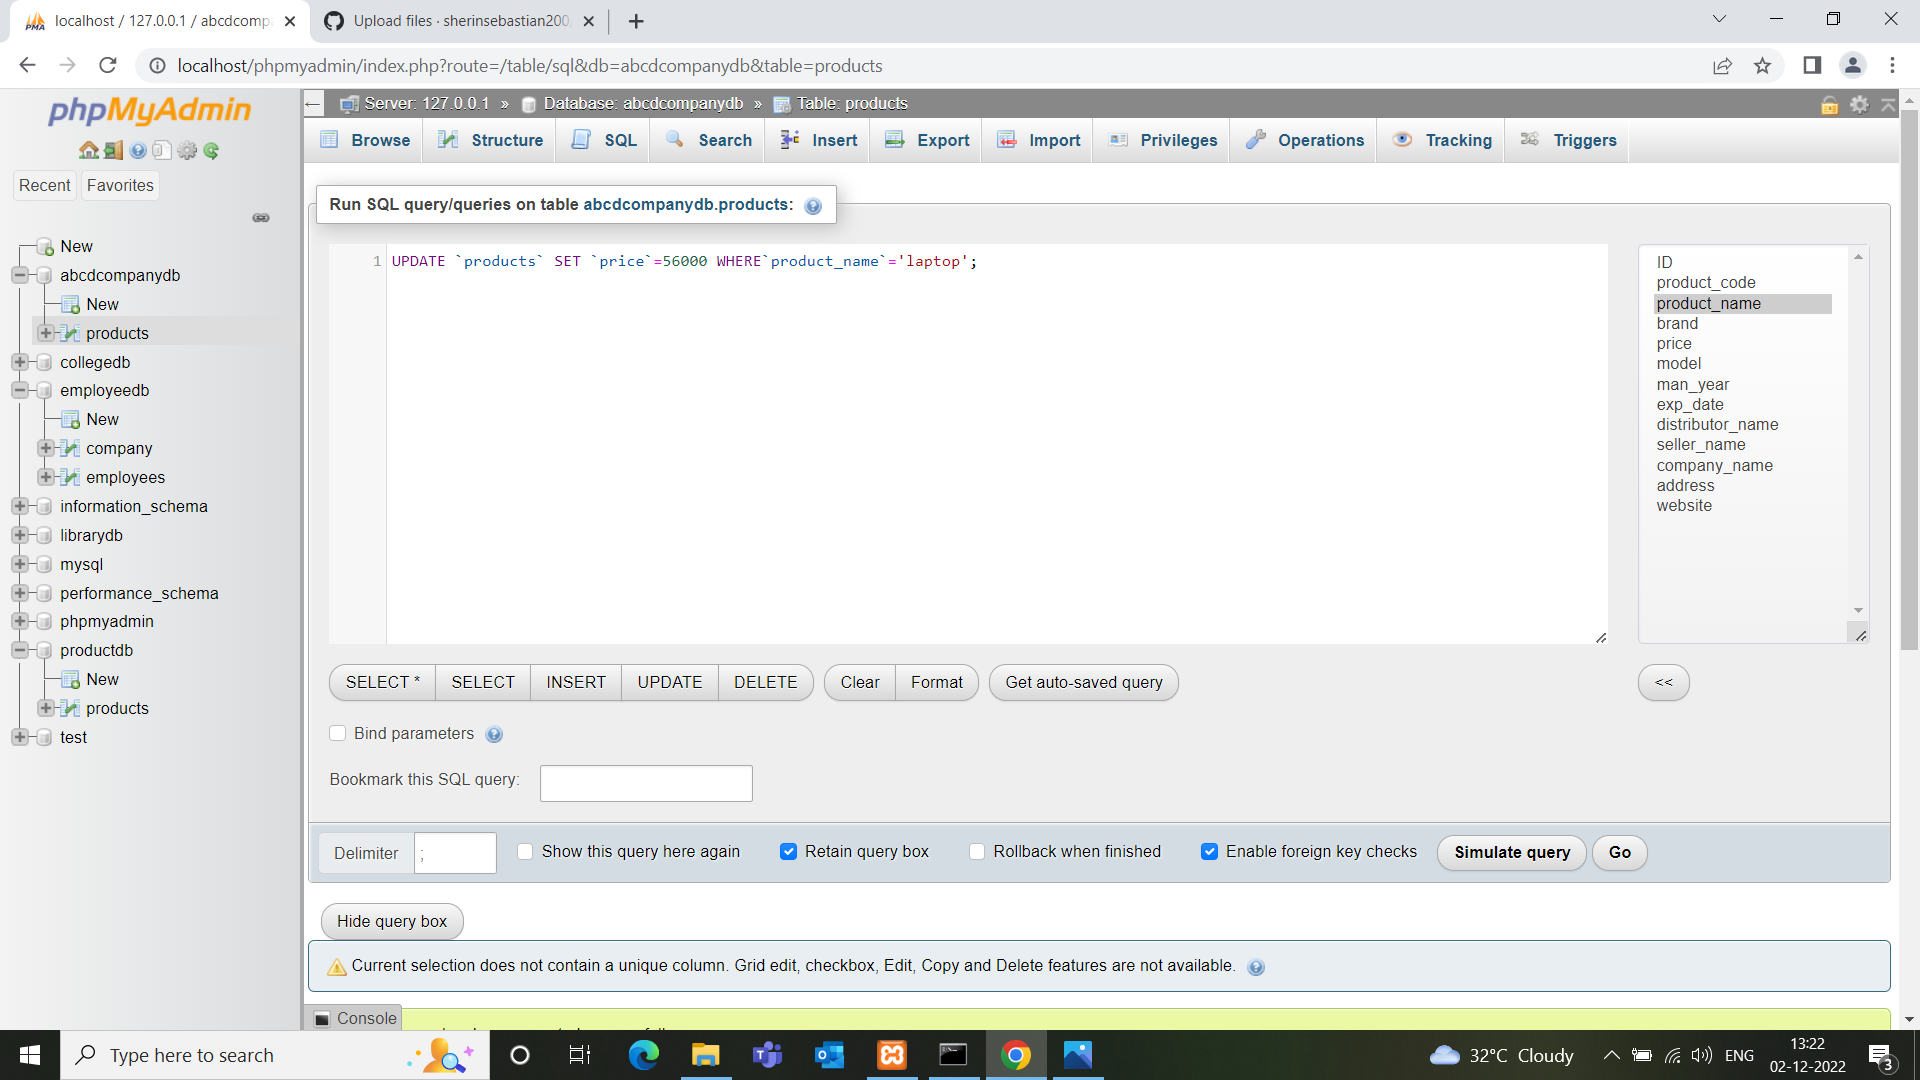 localhost / 127.0.0.1 / abcdcomp
Upload files · sherinsebastian200
localhost/phpmyadmin/index.php?route=/table/sql&db=abcdcompanydb&table=products
phpMyAdmin
Recent
Favorites
New
abcdcompanydb
New
products
collegedb
employeedb
New
company
employees
information_schema
librarydb
mysql
performance_schema
phpmyadmin
productdb
New
products
test
Server: 127.0.0.1 » Database: abcdcompanydb » Table: products
Browse
Structure
SQL
Search
Insert
Export
Import
Privileges
Operations
Tracking
Triggers
Run SQL query/queries on table abcdcompanydb.products:
1
UPDATE `products` SET `price`=56000 WHERE`product_name`='laptop';
ID
product_code
product_name
brand
price
model
man_year
exp_date
distributor_name
seller_name
company_name
address
website
SELECT *
SELECT
INSERT
UPDATE
DELETE
Clear
Format
Get auto-saved query
<<
Bind parameters
Bookmark this SQL query:
Delimiter
;
Show this query here again
Retain query box
Rollback when finished
Enable foreign key checks
Simulate query
Go
Hide query box
Current selection does not contain a unique column. Grid edit, checkbox, Edit, Copy and Delete features are not available.
Console
Type here to search
32°C Cloudy
ENG
13:22
02-12-2022
3